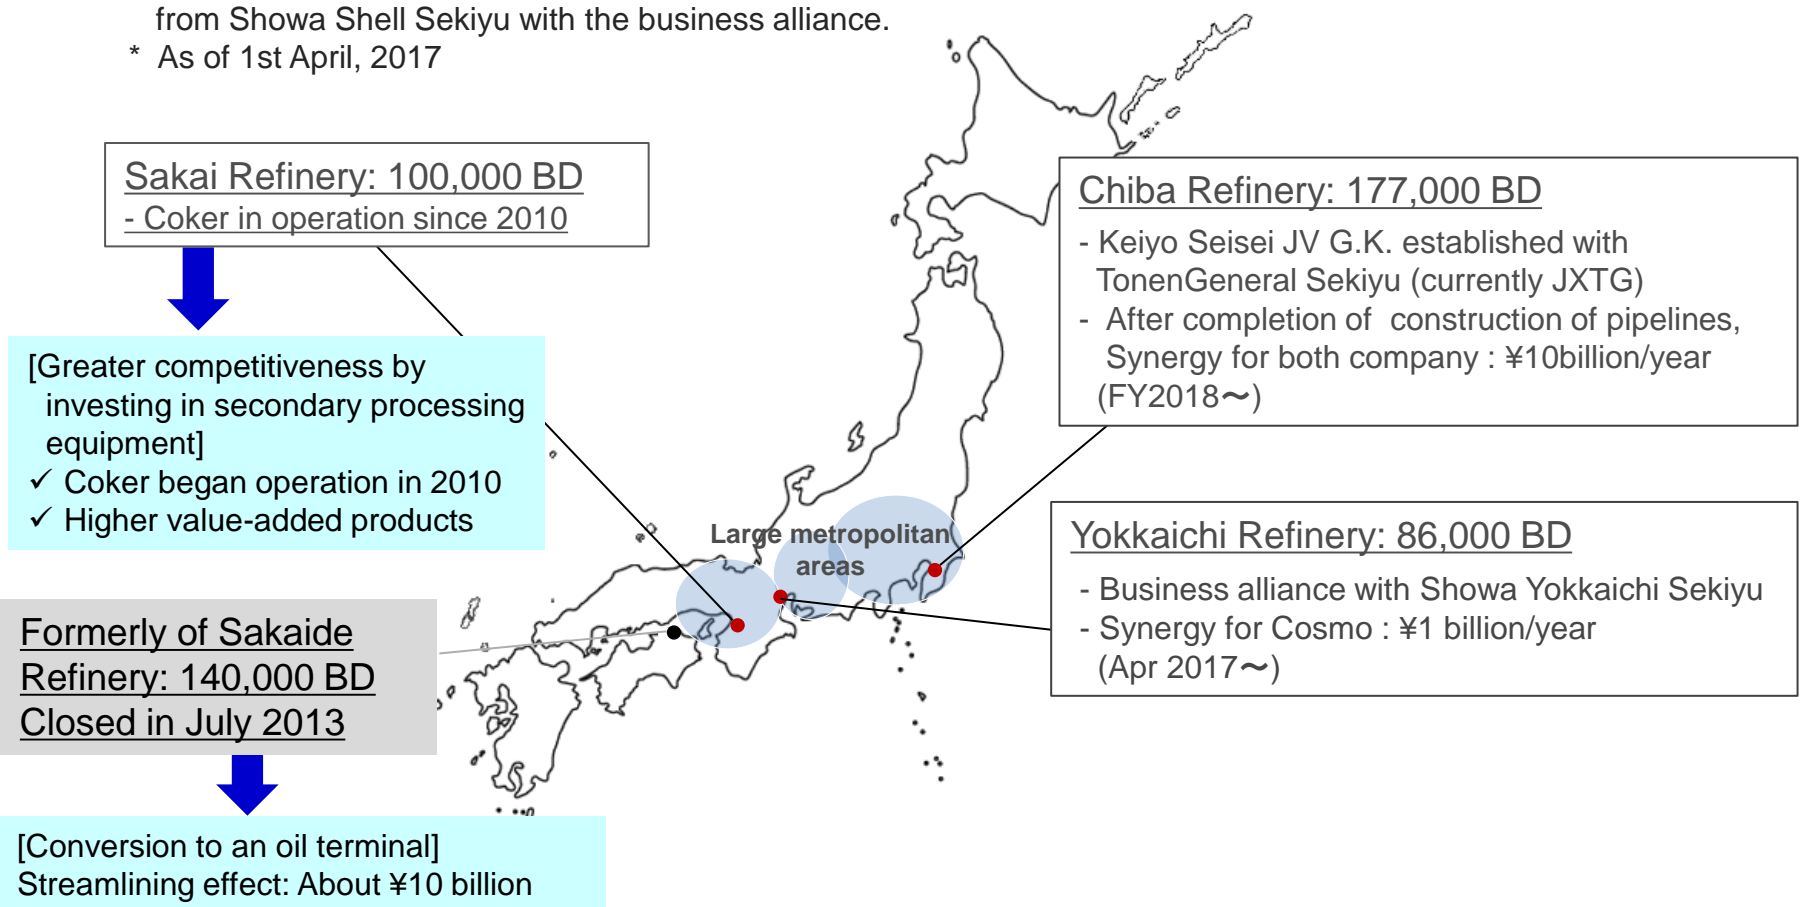 from Showa Shell Sekiyu with the business alliance.
* As of 1st April, 2017
Sakai Refinery: 100,000 BD
- Coker in operation since 2010
[Greater competitiveness by
investing in secondary processing
equipment]
✓ Coker began operation in 2010
✓ Higher value-added products
Formerly of Sakaide
Refinery: 140,000 BD
Closed in July 2013
[Conversion to an oil terminal]
Streamlining effect: About ¥10 billion
Large metropolitan
areas
Chiba Refinery: 177,000 BD
- Keiyo Seisei JV G.K. established with
TonenGeneral Sekiyu (currently JXTG)
- After completion of construction of pipelines,
Synergy for both company : ¥10billion/year
(FY2018~)
Yokkaichi Refinery: 86,000 BD
- Business alliance with Showa Yokkaichi Sekiyu
- Synergy for Cosmo : ¥1 billion/year
(Apr 2017~)